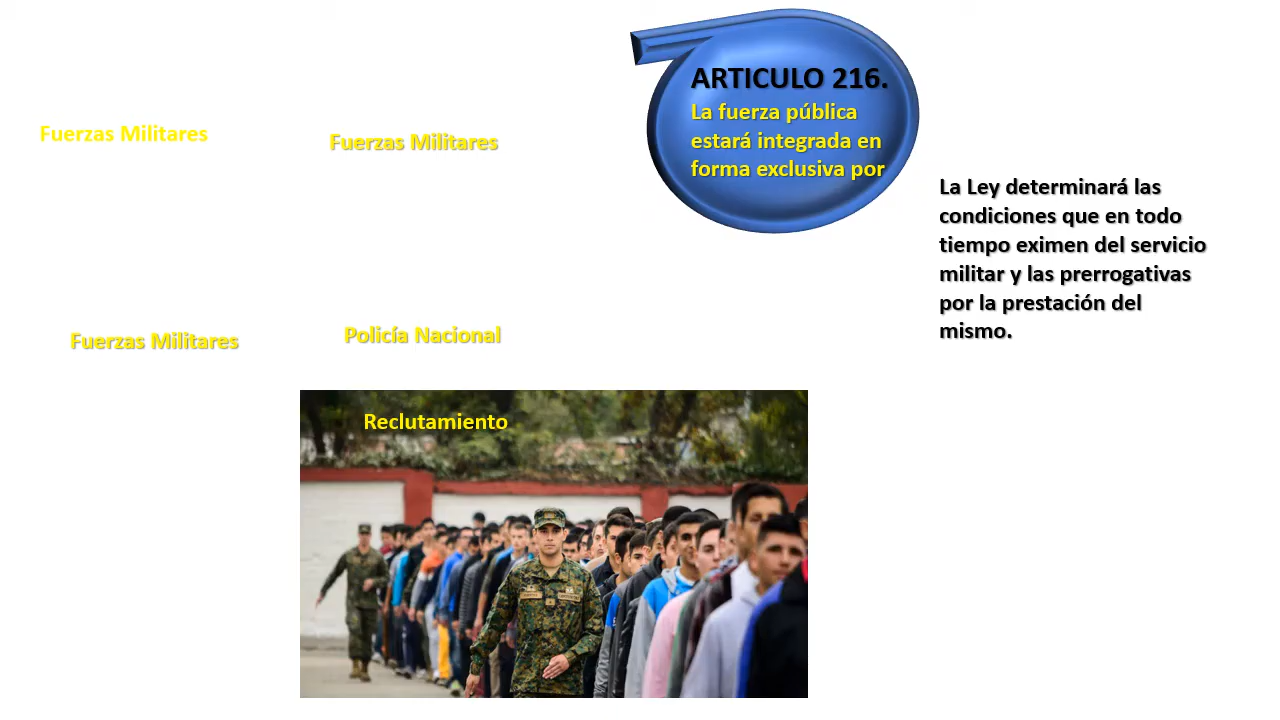 ARTICULO 216.
La fuerza pública
estará integrada en
forma exclusiva por
Fuerzas Militares
Fuerzas Militares
Fuerzas Militares
Policía Nacional
La Ley determinará las
condiciones que en todo
tiempo eximen del servicio
militar y las prerrogativas
por la prestación del
mismo.
Reclutamiento